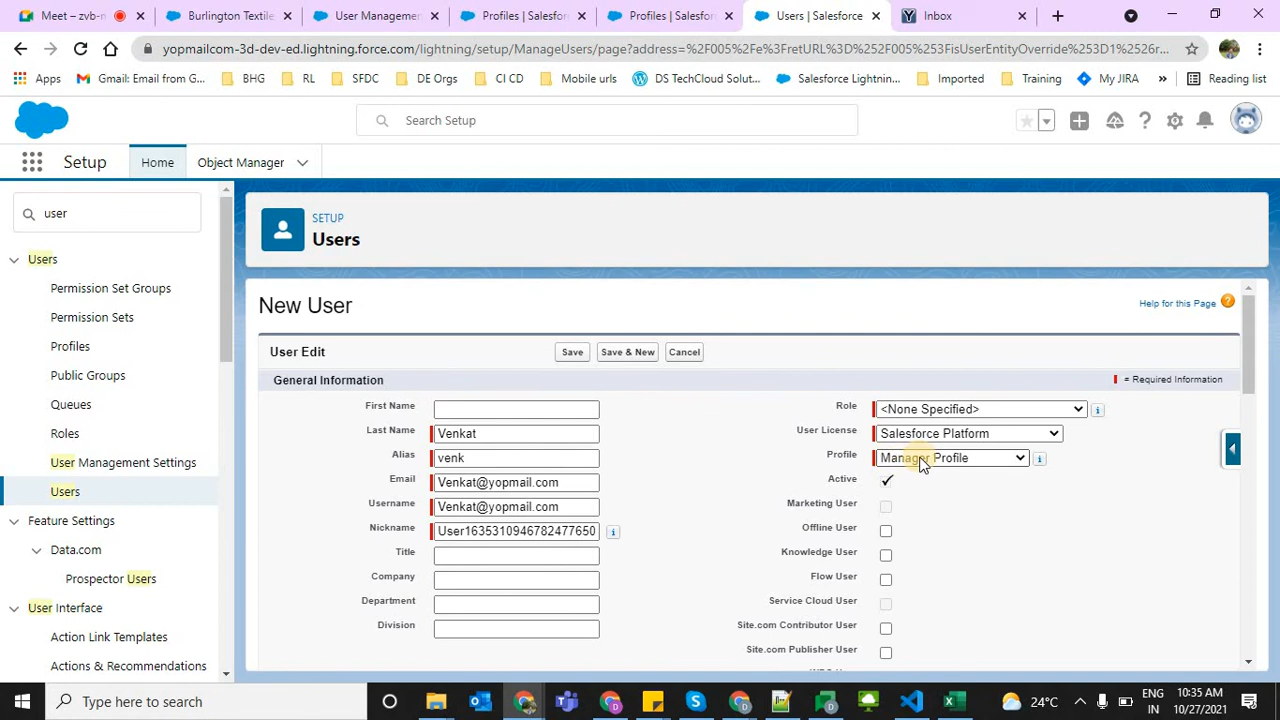 Meet – zvb-n
Burlington Textile
User Management
Profiles | Salesfor
Profiles | Salesfor
Users | Salesforce
Inbox
yopmailcom-3d-dev-ed.lightning.force.com/lightning/setup/ManageUsers/page?address=%2F005%2Fe%3FretURL%3D%252F005%253FisUserEntityOverride%253D1%2526r...
Apps
Gmail: Email from G...
BHG
RL
SFDC
DE Orgs
CI CD
Mobile urls
DS TechCloud Solut...
Salesforce Lightnin...
Imported
Training
My JIRA
»
Reading list
Search Setup
Setup
Home
Object Manager
user
Users
Permission Set Groups
Permission Sets
Profiles
Public Groups
Queues
Roles
User Management Settings
Users
Feature Settings
Data.com
Prospector Users
User Interface
Action Link Templates
Actions & Recommendations
SETUP
Users
New User
Help for this Page
User Edit
Save
Save & New
Cancel
General Information
= Required Information
First Name
Last Name Venkat
Alias venk
Email Venkat@yopmail.com
Username Venkat@yopmail.com
Nickname User1635310946782477650
Title
Company
Department
Division
Role <None Specified>
User License Salesforce Platform
Profile Manager Profile
Active
Marketing User
Offline User
Knowledge User
Flow User
Service Cloud User
Site.com Contributor User
Site.com Publisher User
Type here to search
24°C
ENG
IN
10:35 AM
10/27/2021